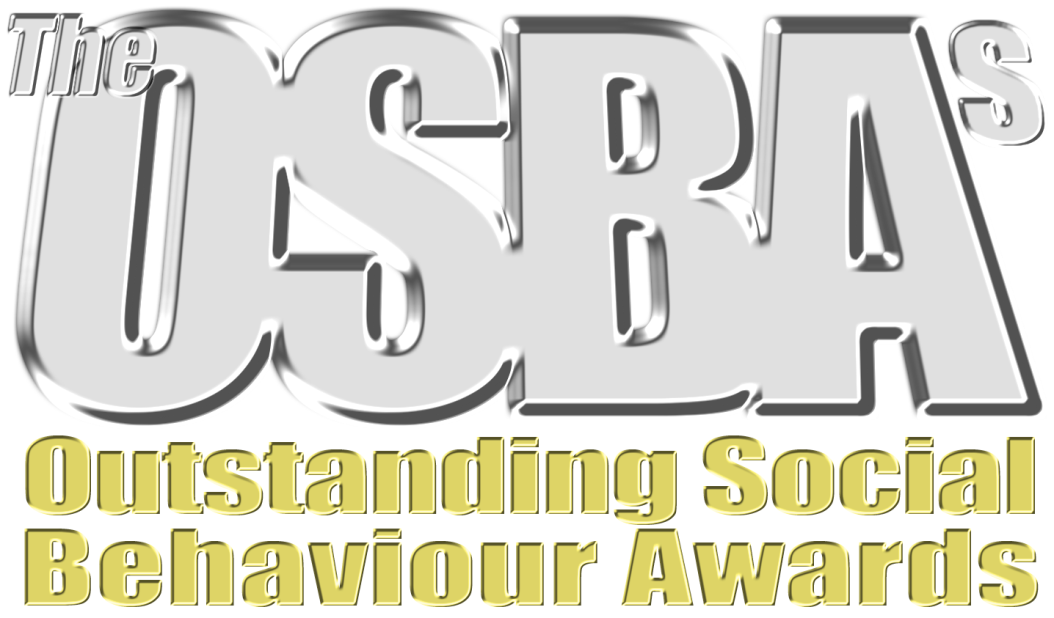 The OSBAs
Outstanding Social
Behaviour Awards